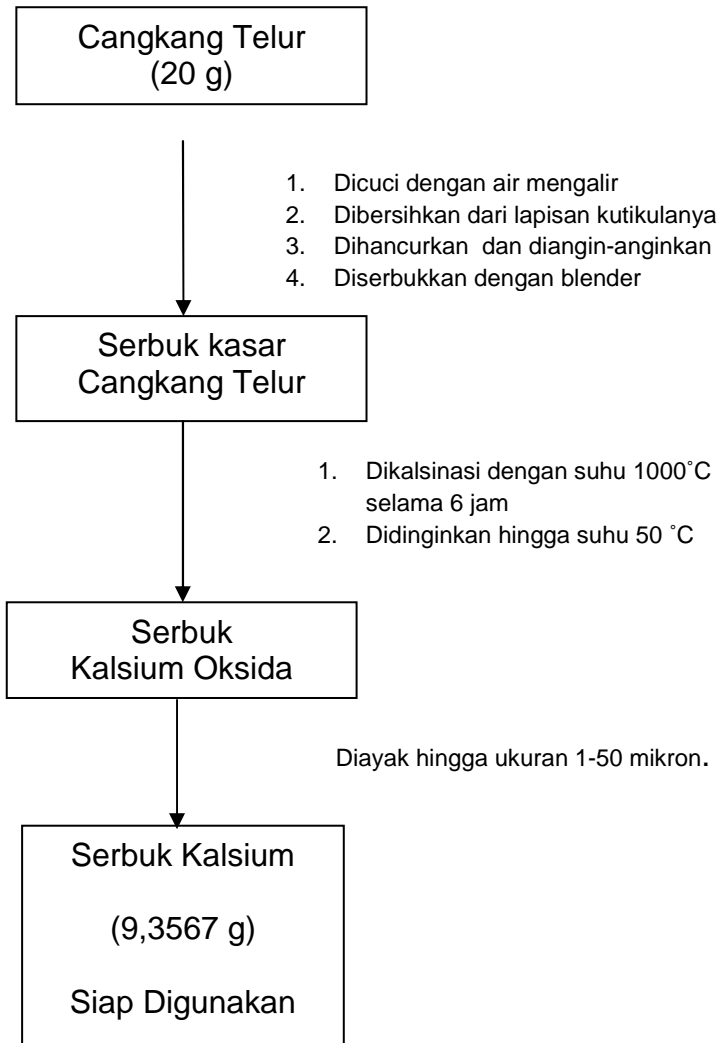 Cangkang Telur
(20 g)
1. Dicuci dengan air mengalir
2. Dibersihkan dari lapisan kutikulanya
3. Dihancurkan dan diangin-anginkan
4. Diserbukkan dengan blender
Serbuk kasar
Cangkang Telur
1. Dikalsinasi dengan suhu 1000˚C
selama 6 jam
2. Didinginkan hingga suhu 50 ˚C
Serbuk
Kalsium Oksida
Diayak hingga ukuran 1-50 mikron.
Serbuk Kalsium
(9,3567 g)
Siap Digunakan